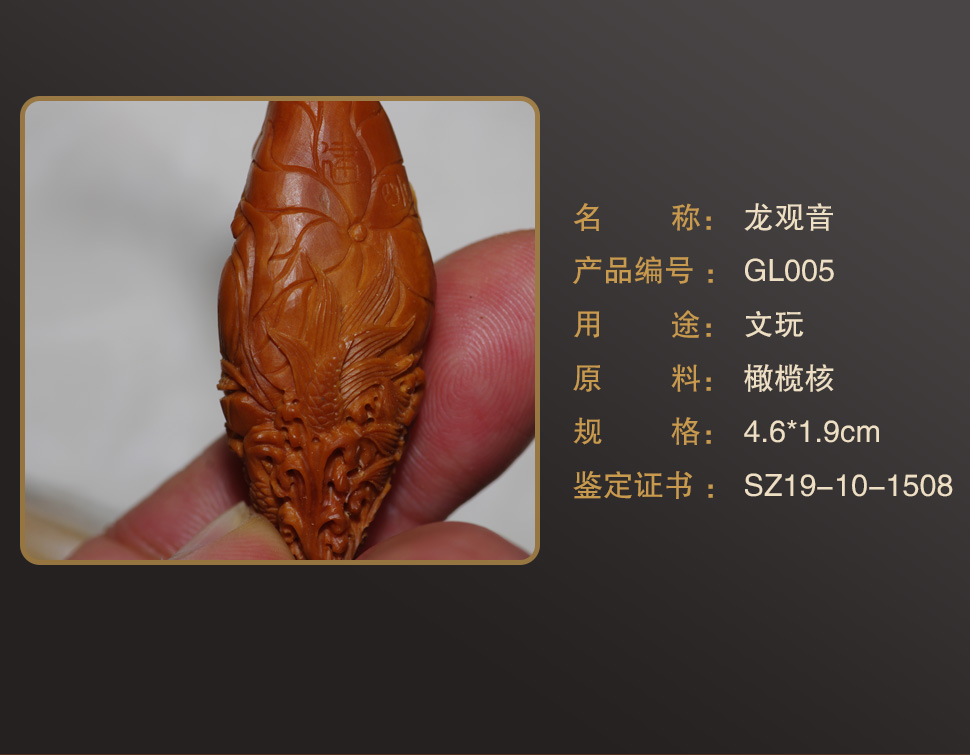 名 称： 龙观音
产品编号： GL005
用 途： 文玩
原 料： 橄榄核
规 格： 4.6*1.9cm
鉴定证书： SZ19-10-1508